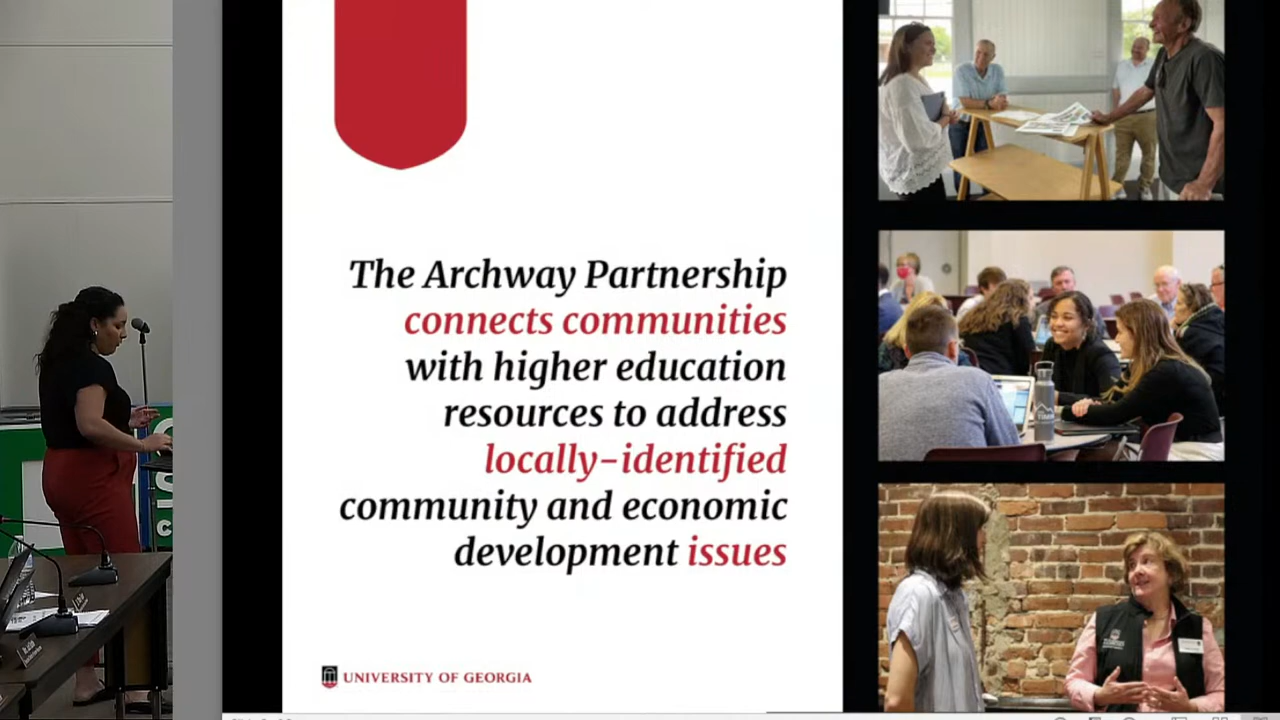 The Archway Partnership
connects communities
with higher education
resources to address
locally-identified
community and economic
development issues
UNIVERSITY OF GEORGIA